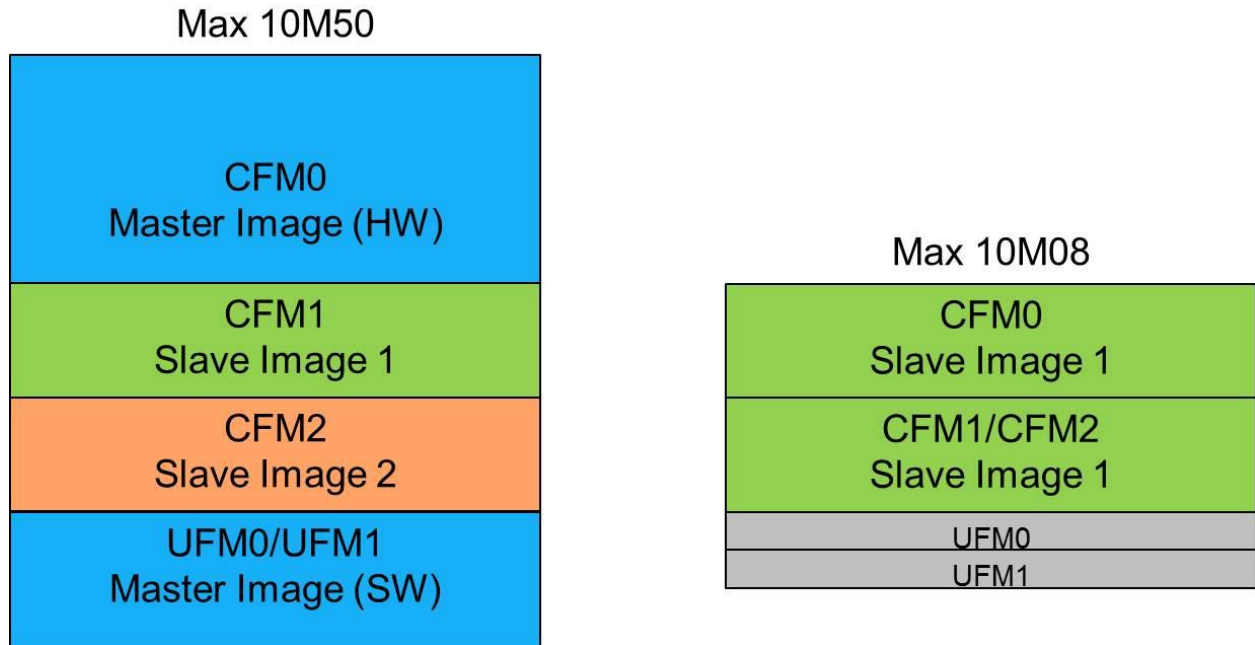 Max 10M50
CFM0
Master Image (HW)
CFM1
Slave Image 1
CFM2
Slave Image 2
UFM0/UFM1
Master Image (SW)
Max 10M08
CFM0
Slave Image 1
CFM1/CFM2
Slave Image 1
UFM0
UFM1